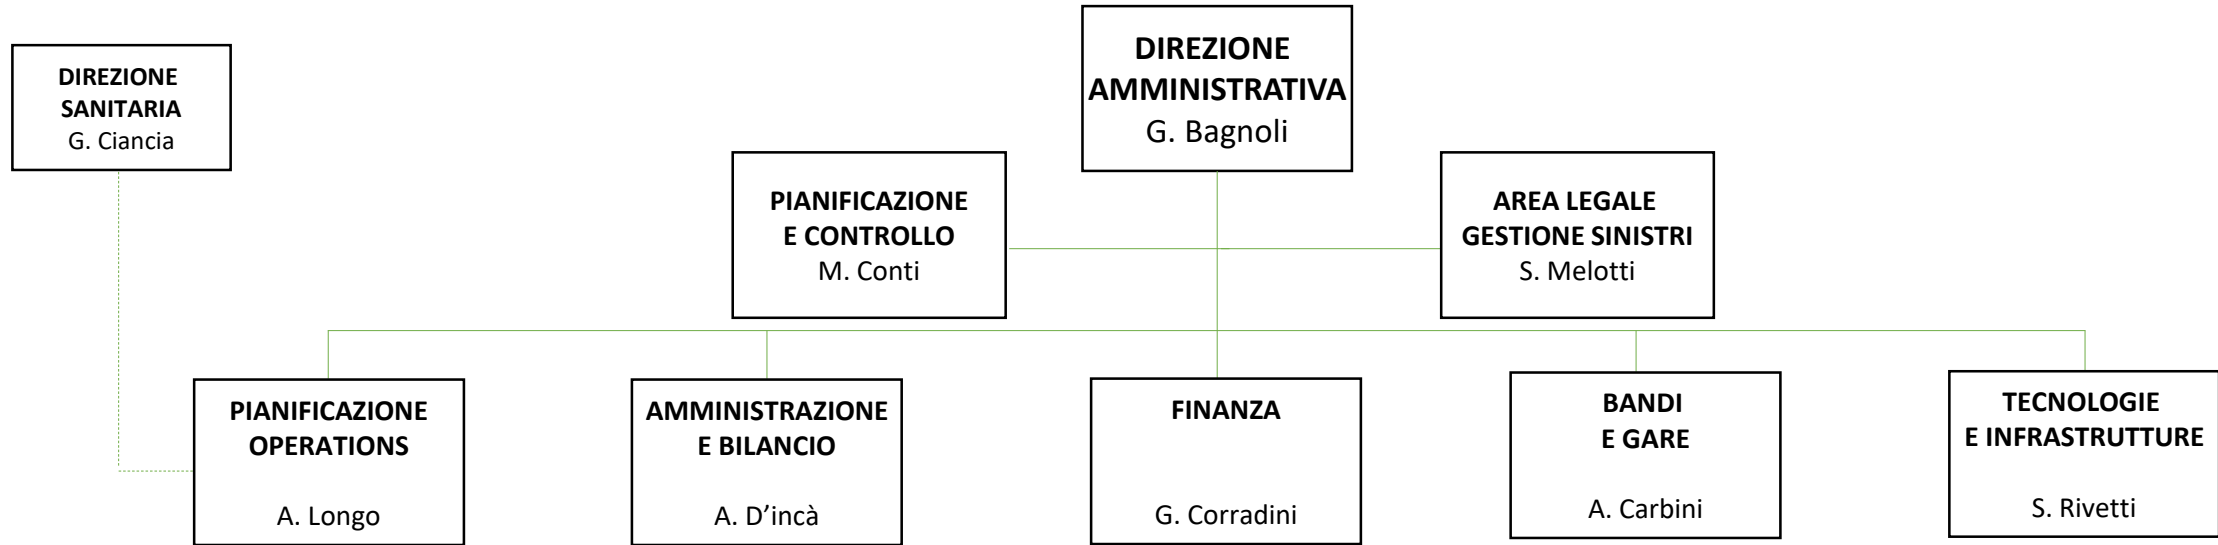 DIREZIONE
SANITARIA
G. Ciancia
DIREZIONE
AMMINISTRATIVA
G. Bagnoli
PIANIFICAZIONE
E CONTROLLO
M. Conti
AREA LEGALE
GESTIONE SINISTRI
S. Melotti
PIANIFICAZIONE
OPERATIONS
A. Longo
AMMINISTRAZIONE
E BILANCIO
A. D’incà
FINANZA
G. Corradini
BANDI
E GARE
A. Carbini
TECNOLOGIE
E INFRASTRUTTURE
S. Rivetti